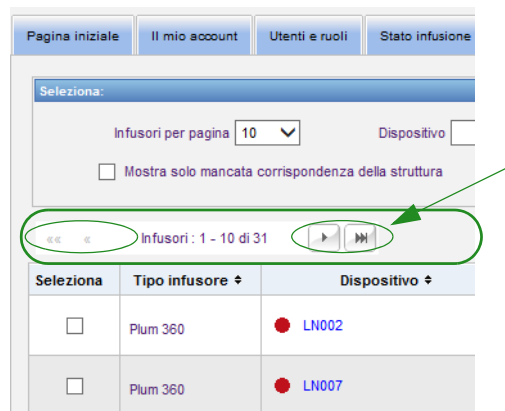 Pagina iniziale Il mio account Utenti e ruoli Stato infusione
Seleziona:
Infusori per pagina 10 Dispositivo
Mostra solo mancata corrispondenza della struttura
Infusori : 1 - 10 di 31
Seleziona Tipo infusore Dispositivo
Plum 360 LN002
Plum 360 LN007